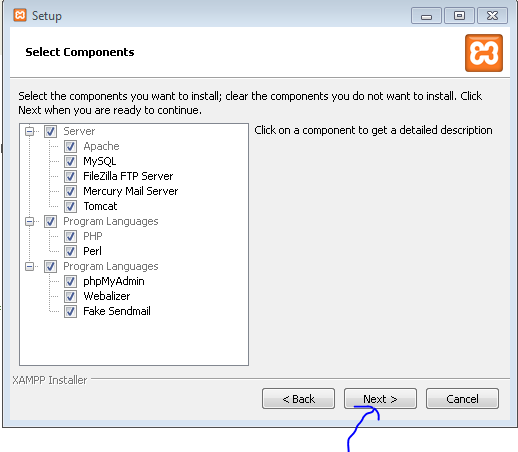 Setup
Select Components
Select the components you want to install; clear the components you do not want to install. Click
Next when you are ready to continue.
Server
Apache
MySQL
FileZilla FTP Server
Mercury Mail Server
Tomcat
Program Languages
PHP
Perl
Program Languages
phpMyAdmin
Webalizer
Fake Sendmail
Click on a component to get a detailed description
XAMPP Installer
< Back
Next >
Cancel